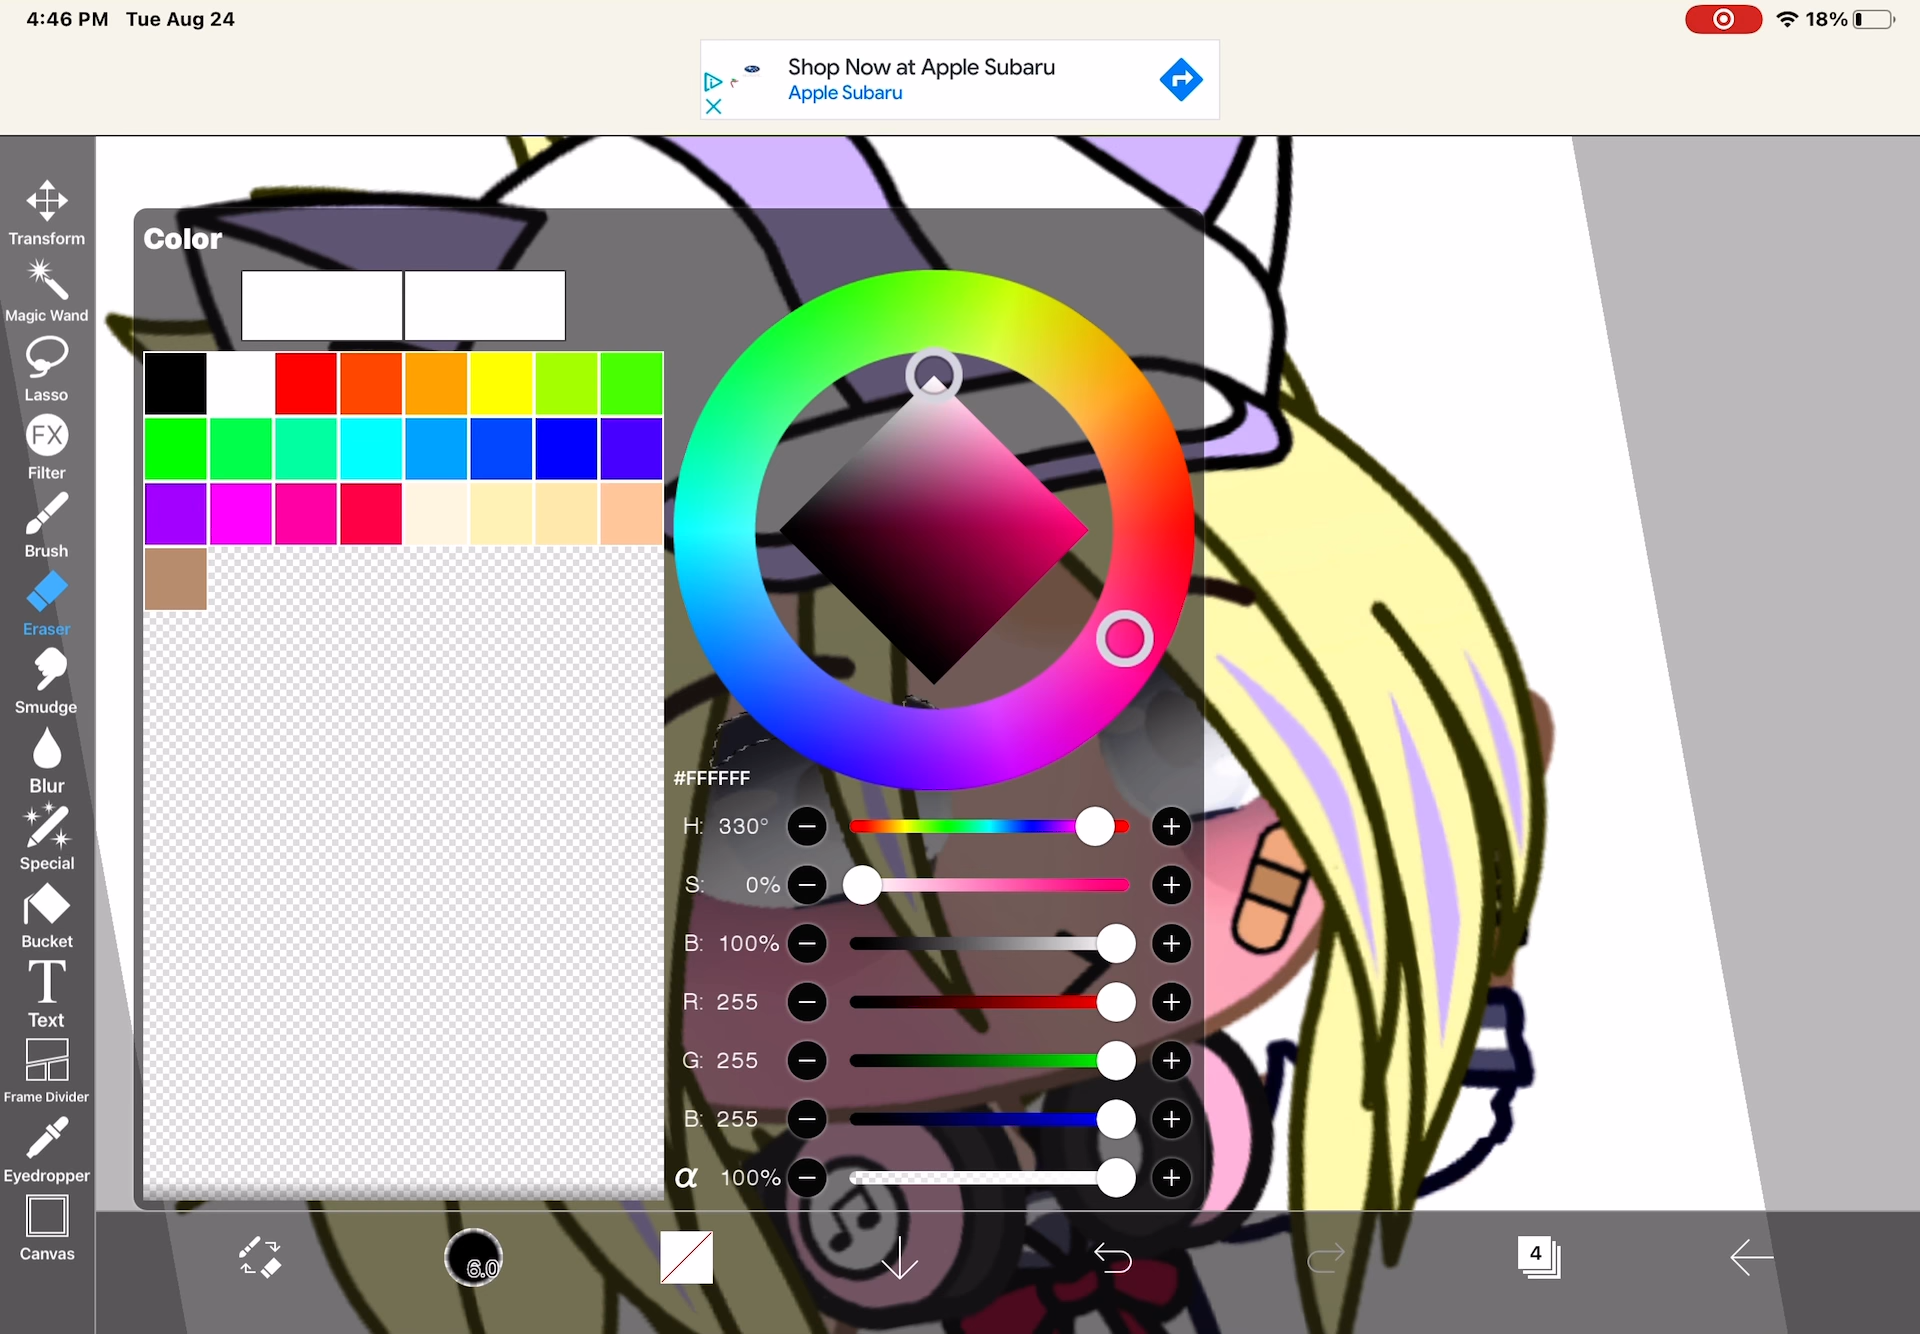 4:46 PM Tue Aug 24
18%
Shop Now at Apple Subaru
Apple Subaru
Transform
Magic Wand
Lasso
FX
Filter
Brush
Eraser
Smudge
Blur
Special
Bucket
T
Text
Frame Divider
Eyedropper
Canvas
Color
#FFFFFF
H: 330°
S: 0%
B: 100%
R: 255
G: 255
B: 255
α 100%
6.0
4